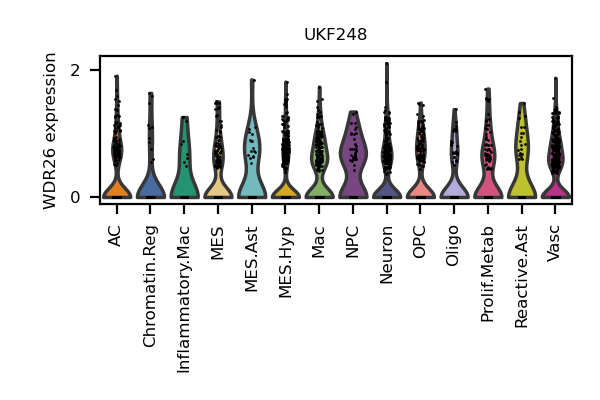 UKF248
WDR26 expression
2
0
AC
Chromatin.Reg
Inflammatory.Mac
MES
MES.Ast
MES.Hyp
Mac
NPC
Neuron
OPC
Oligo
Prolif.Metab
Reactive.Ast
Vasc